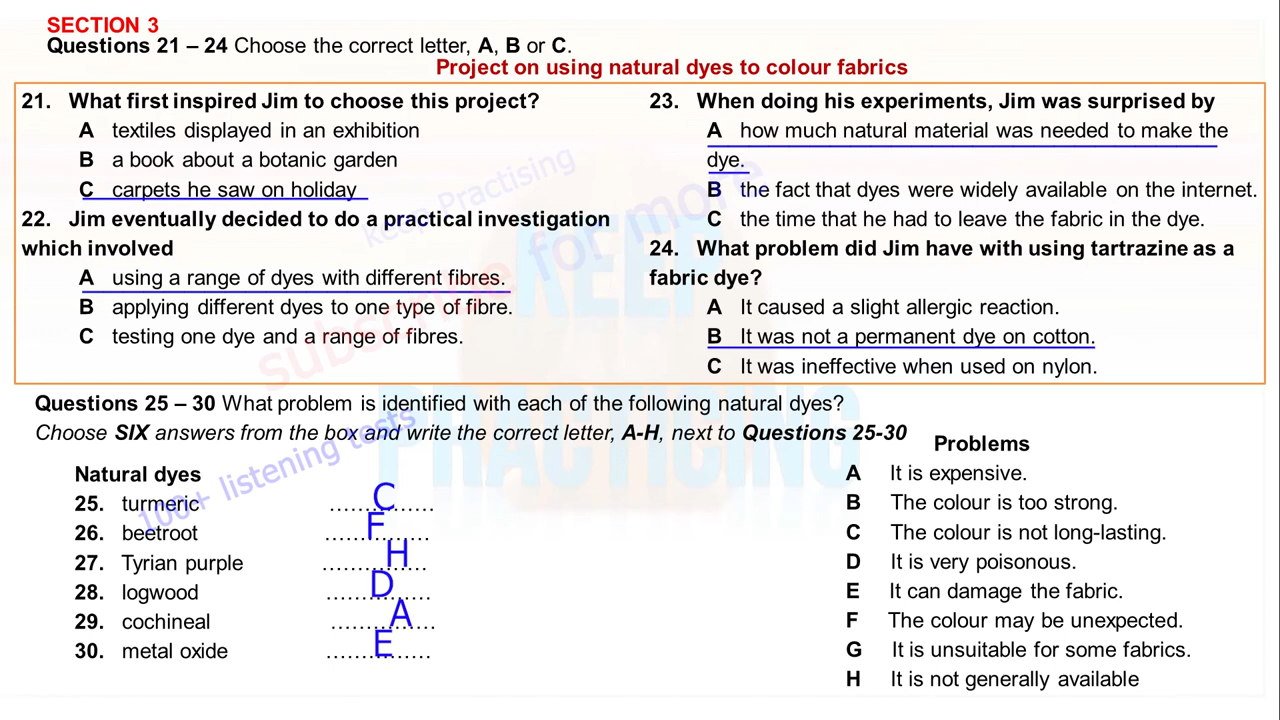 SECTION 3
Questions 21 – 24 Choose the correct letter, A, B or C.
Project on using natural dyes to colour fabrics
21. What first inspired Jim to choose this project?
A textiles displayed in an exhibition
B a book about a botanic garden
C carpets he saw on holiday
22. Jim eventually decided to do a practical investigation
which involved
A using a range of dyes with different fibres.
B applying different dyes to one type of fibre.
C testing one dye and a range of fibres.
23. When doing his experiments, Jim was surprised by
A how much natural material was needed to make the
dye.
B the fact that dyes were widely available on the internet.
C the time that he had to leave the fabric in the dye.
24. What problem did Jim have with using tartrazine as a
fabric dye?
A It caused a slight allergic reaction.
B It was not a permanent dye on cotton.
C It was ineffective when used on nylon.
Questions 25 – 30 What problem is identified with each of the following natural dyes?
Choose SIX answers from the box and write the correct letter, A-H, next to Questions 25-30
Natural dyes
25. turmeric ......C......
26. beetroot ......F......
27. Tyrian purple ......H......
28. logwood ......D......
29. cochineal ......A......
30. metal oxide ......E......
Problems
A It is expensive.
B The colour is too strong.
C The colour is not long-lasting.
D It is very poisonous.
E It can damage the fabric.
F The colour may be unexpected.
G It is unsuitable for some fabrics.
H It is not generally available
keep Practising
subscribe for more
100+ listening tests
KEEP
PRACTICING